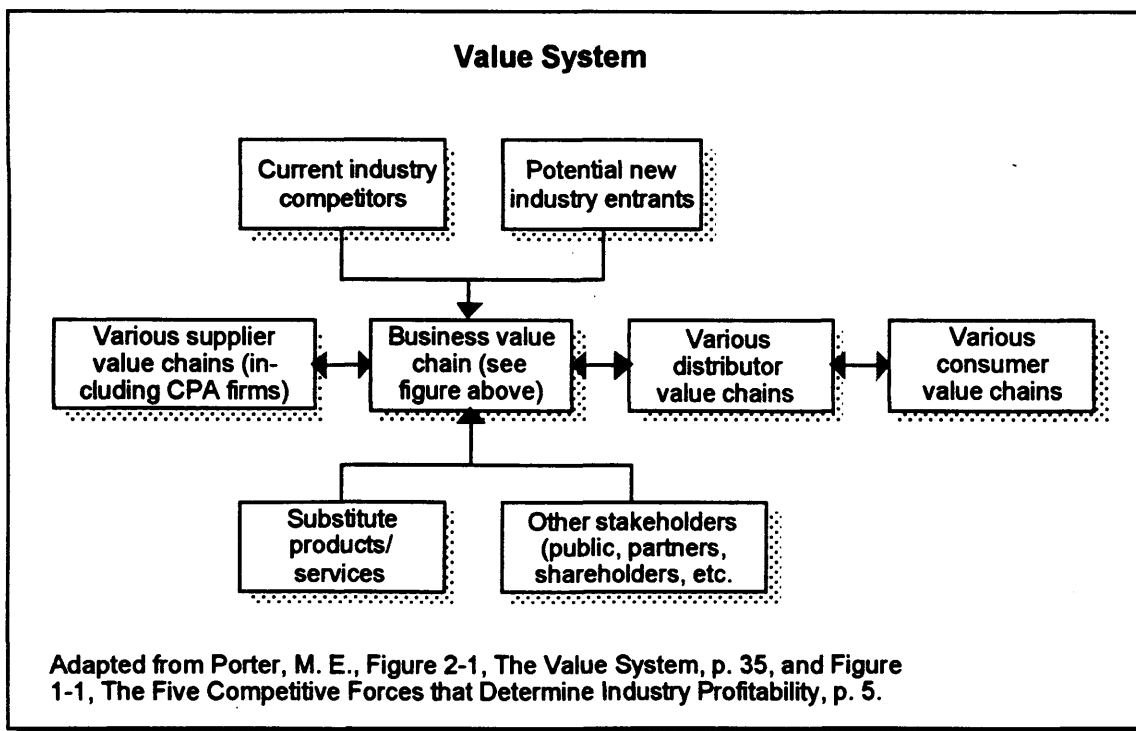 Value System
Current industry
competitors
Potential new
industry entrants
Various supplier
value chains (in-
cluding CPA firms)
Business value
chain (see
figure above)
Various
distributor
value chains
Various
consumer
value chains
Substitute
products/
services
Other stakeholders
(public, partners,
shareholders, etc.
Adapted from Porter, M. E., Figure 2-1, The Value System, p. 35, and Figure
1-1, The Five Competitive Forces that Determine Industry Profitability, p. 5.